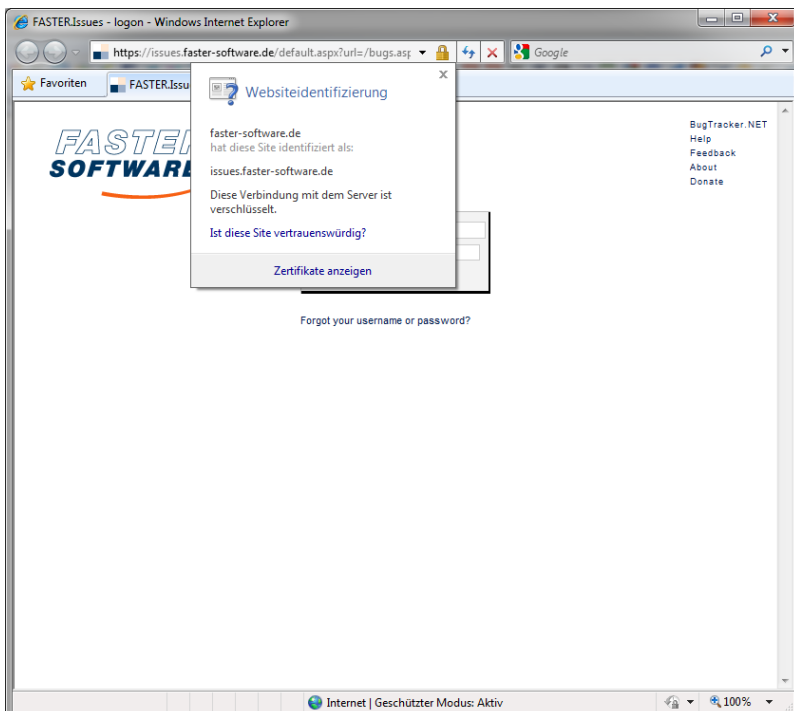 FASTER.Issues - logon - Windows Internet Explorer
https://issues.faster-software.de/default.aspx?url=/bugs.asp
Google
Favoriten
FASTER.Issu
Websiteidentifizierung
x
faster-software.de
hat diese Site identifiziert als:
issues.faster-software.de
Diese Verbindung mit dem Server ist
verschlüsselt.
Ist diese Site vertrauenswürdig?
Zertifikate anzeigen
FASTER
SOFTWARE
BugTracker.NET
Help
Feedback
About
Donate
Forgot your username or password?
Internet | Geschützter Modus: Aktiv
100%